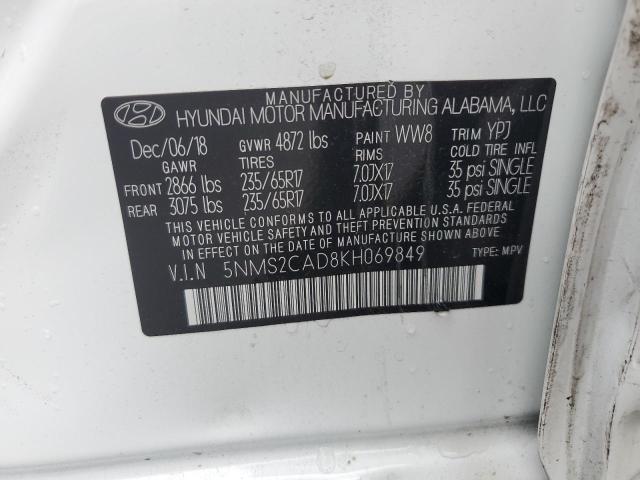 MANUFACTURED BY
HYUNDAI MOTOR MANUFACTURING ALABAMA, LLC
Dec/06/18 GVWR 4872 lbs PAINT WW8 TRIM YPJ
GAWR TIRES RIMS COLD TIRE INFL
FRONT 2866 lbs 235/65R17 7.0JX17 35 psi SINGLE
REAR 3075 lbs 235/65R17 7.0JX17 35 psi SINGLE
THIS VEHICLE CONFORMS TO ALL APPLICABLE U.S.A. FEDERAL
MOTOR VEHICLE SAFETY AND THEFT PREVENTION STANDARDS
IN EFFECT ON THE DATE OF MANUFACTURE SHOWN ABOVE.
V.I.N 5NMS2CAD8KH069849 TYPE: MPV